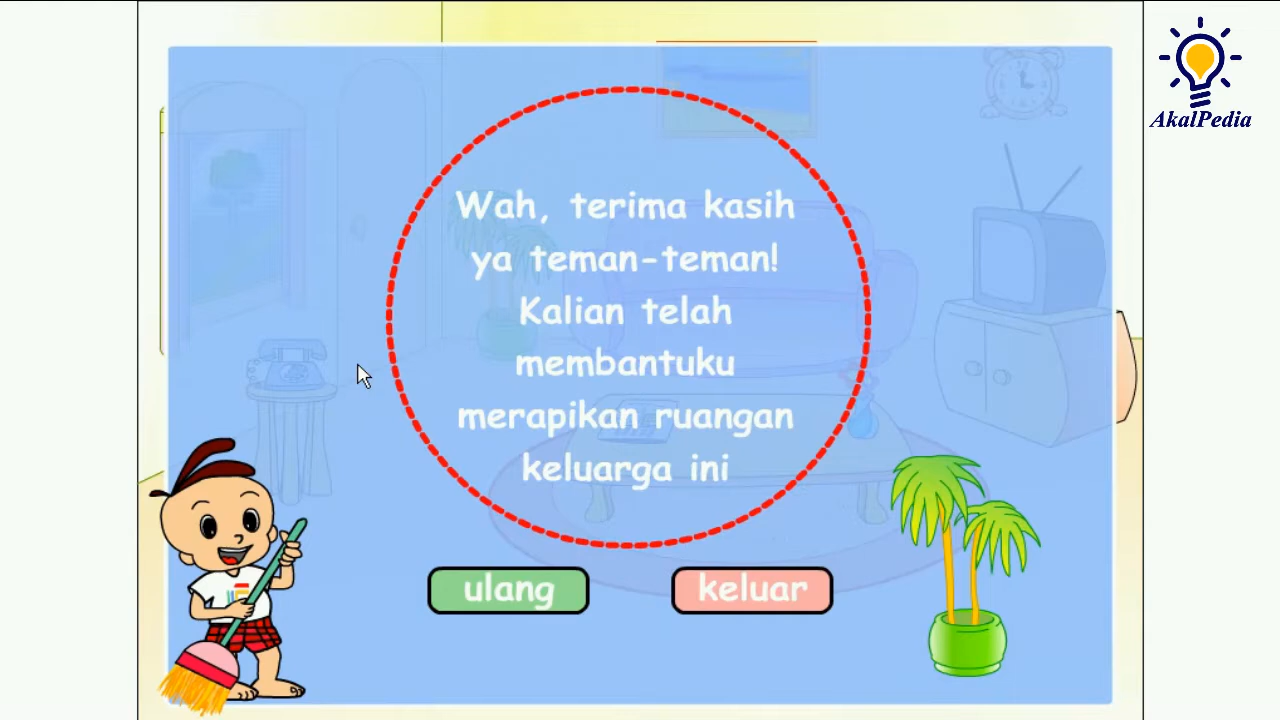 AkalPedia
Wah, terima kasih
ya teman-teman!
Kalian telah
membantuku
merapikan ruangan
keluarga ini
ulang
keluar